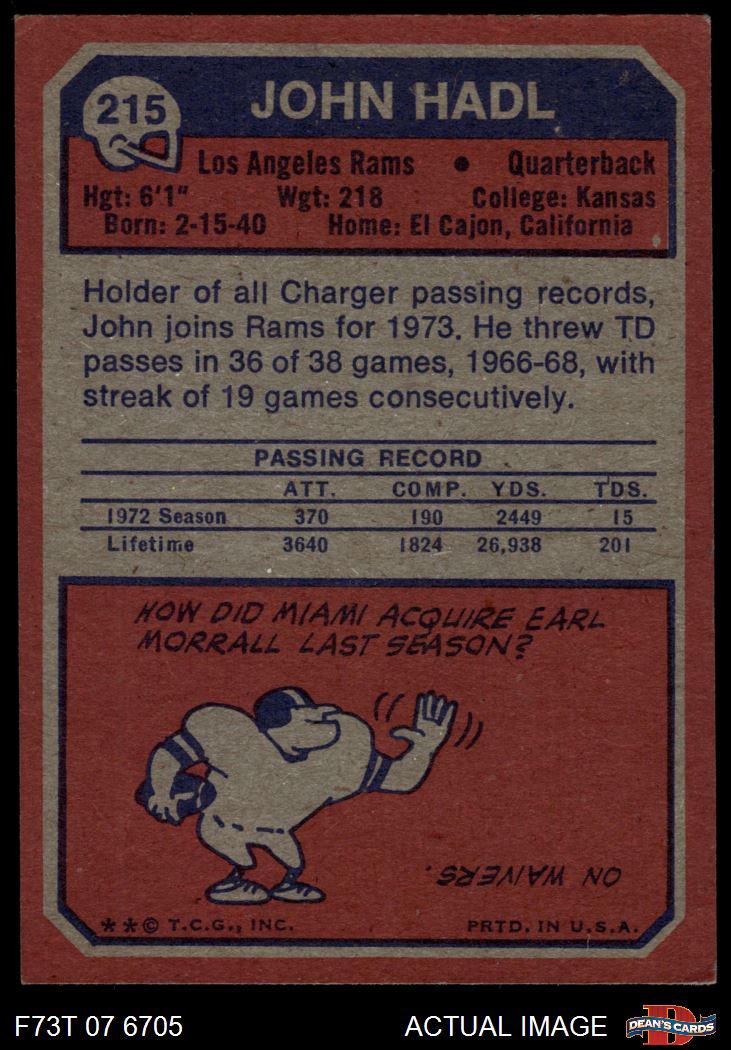 215
JOHN HADL
Los Angeles Rams • Quarterback
Hgt: 6'1" Wgt: 218 College: Kansas
Born: 2-15-40 Home: El Cajon, California
Holder of all Charger passing records,
John joins Rams for 1973. He threw TD
passes in 36 of 38 games, 1966-68, with
streak of 19 games consecutively.
PASSING RECORD
ATT. COMP. YDS. TDS.
1972 Season 370 190 2449 15
Lifetime 3640 1824 26,938 201
HOW DID MIAMI ACQUIRE EARL
MORRALL LAST SEASON?
ON WAIVERS.
**© T.C.G., INC. PRTD. IN U.S.A.
F73T 07 6705 ACTUAL IMAGE
D
DEAN'S CARDS